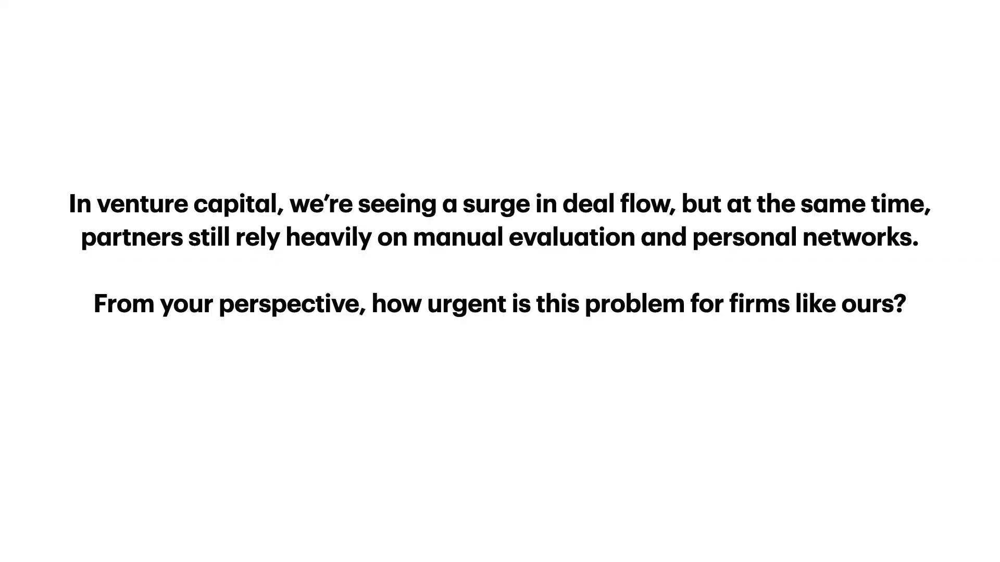 In venture capital, we’re seeing a surge in deal flow, but at the same time,
partners still rely heavily on manual evaluation and personal networks.
From your perspective, how urgent is this problem for firms like ours?